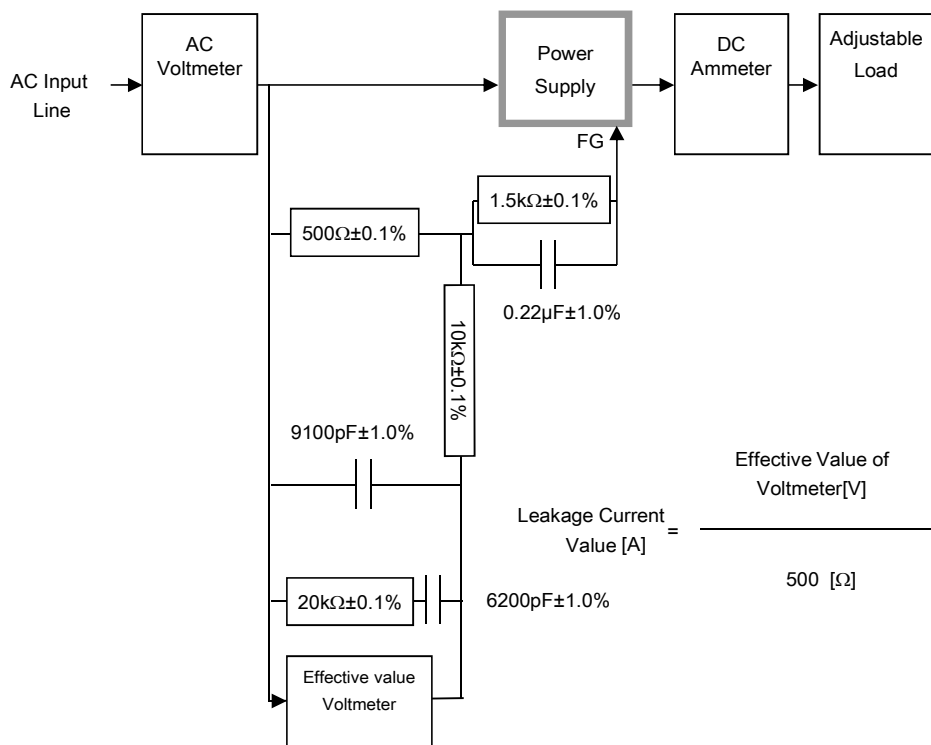 AC Input
Line
AC
Voltmeter
Power
Supply
DC
Ammeter
Adjustable
Load
FG
1.5kΩ±0.1%
500Ω±0.1%
0.22µF±1.0%
10kΩ±0.1%
9100pF±1.0%
20kΩ±0.1%
6200pF±1.0%
Effective value
Voltmeter
Leakage Current
Value [A]
=
Effective Value of
Voltmeter[V]
500 [Ω]